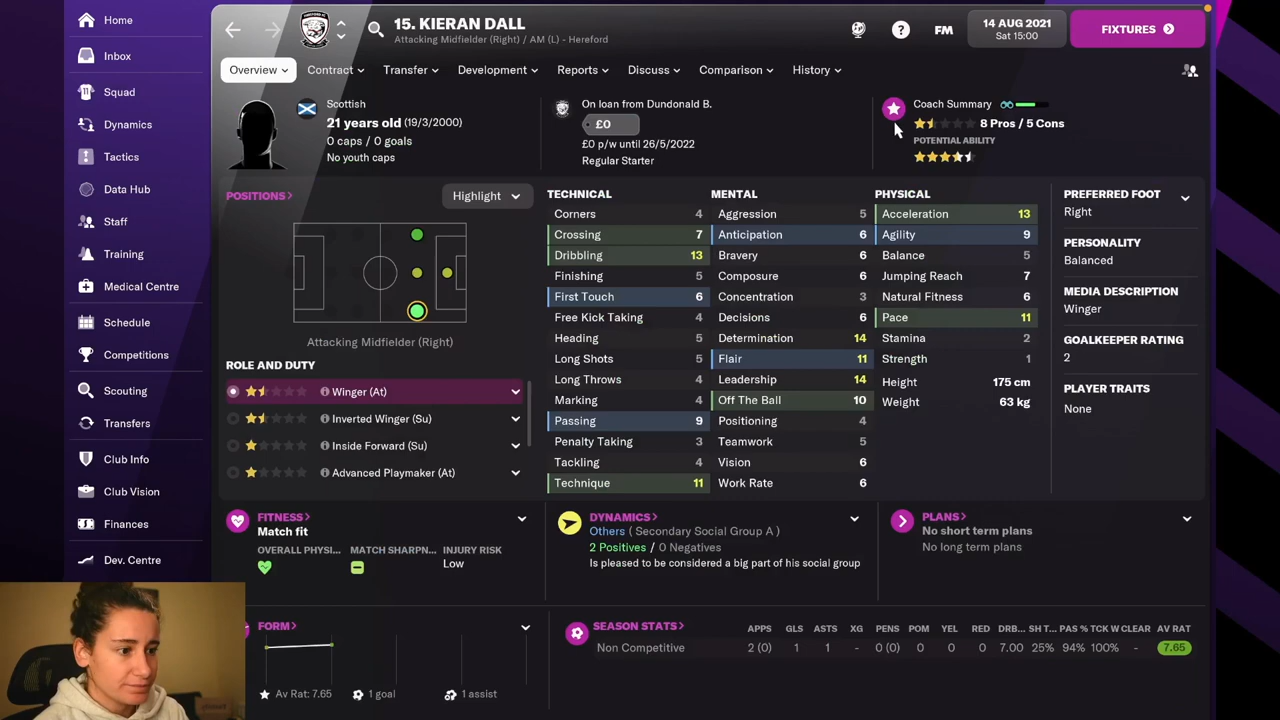 Home
Inbox
Squad
Dynamics
Tactics
Data Hub
Staff
Training
Medical Centre
Schedule
Competitions
Scouting
Transfers
Club Info
Club Vision
Finances
Dev. Centre
15. KIERAN DALL
Attacking Midfielder (Right) / AM (L) - Hereford
?
FM
14 AUG 2021
Sat 15:00
FIXTURES
Overview
Contract
Transfer
Development
Reports
Discuss
Comparison
History
Scottish
21 years old (19/3/2000)
0 caps / 0 goals
No youth caps
On loan from Dundonald B.
£0
£0 p/w until 26/5/2022
Regular Starter
Coach Summary
8 Pros / 5 Cons
POTENTIAL ABILITY
POSITIONS>
Highlight
Attacking Midfielder (Right)
ROLE AND DUTY
Winger (At)
Inverted Winger (Su)
Inside Forward (Su)
Advanced Playmaker (At)
TECHNICAL
Corners 4
Crossing 7
Dribbling 13
Finishing 5
First Touch 6
Free Kick Taking 4
Heading 5
Long Shots 5
Long Throws 4
Marking 4
Passing 9
Penalty Taking 3
Tackling 4
Technique 11
MENTAL
Aggression 5
Anticipation 6
Bravery 6
Composure 6
Concentration 3
Decisions 6
Determination 14
Flair 11
Leadership 14
Off The Ball 10
Positioning 4
Teamwork 5
Vision 6
Work Rate 6
PHYSICAL
Acceleration 13
Agility 9
Balance 5
Jumping Reach 7
Natural Fitness 6
Pace 11
Stamina 2
Strength 1
Height 175 cm
Weight 63 kg
PREFERRED FOOT
Right
PERSONALITY
Balanced
MEDIA DESCRIPTION
Winger
GOALKEEPER RATING
2
PLAYER TRAITS
None
FITNESS>
Match fit
OVERALL PHYSI... MATCH SHARPN... INJURY RISK
Low
DYNAMICS>
Others ( Secondary Social Group A )
2 Positives / 0 Negatives
Is pleased to be considered a big part of his social group
PLANS>
No short term plans
No long term plans
FORM>
Av Rat: 7.65 1 goal 1 assist
SEASON STATS> APPS GLS ASTS XG PENS POM YEL RED DRB... SH T... PAS % TCK W CLEAR AV RAT
Non Competitive 2 (0) 1 1 - 0 (0) 0 0 0 7.00 25% 94% 100% - 7.65